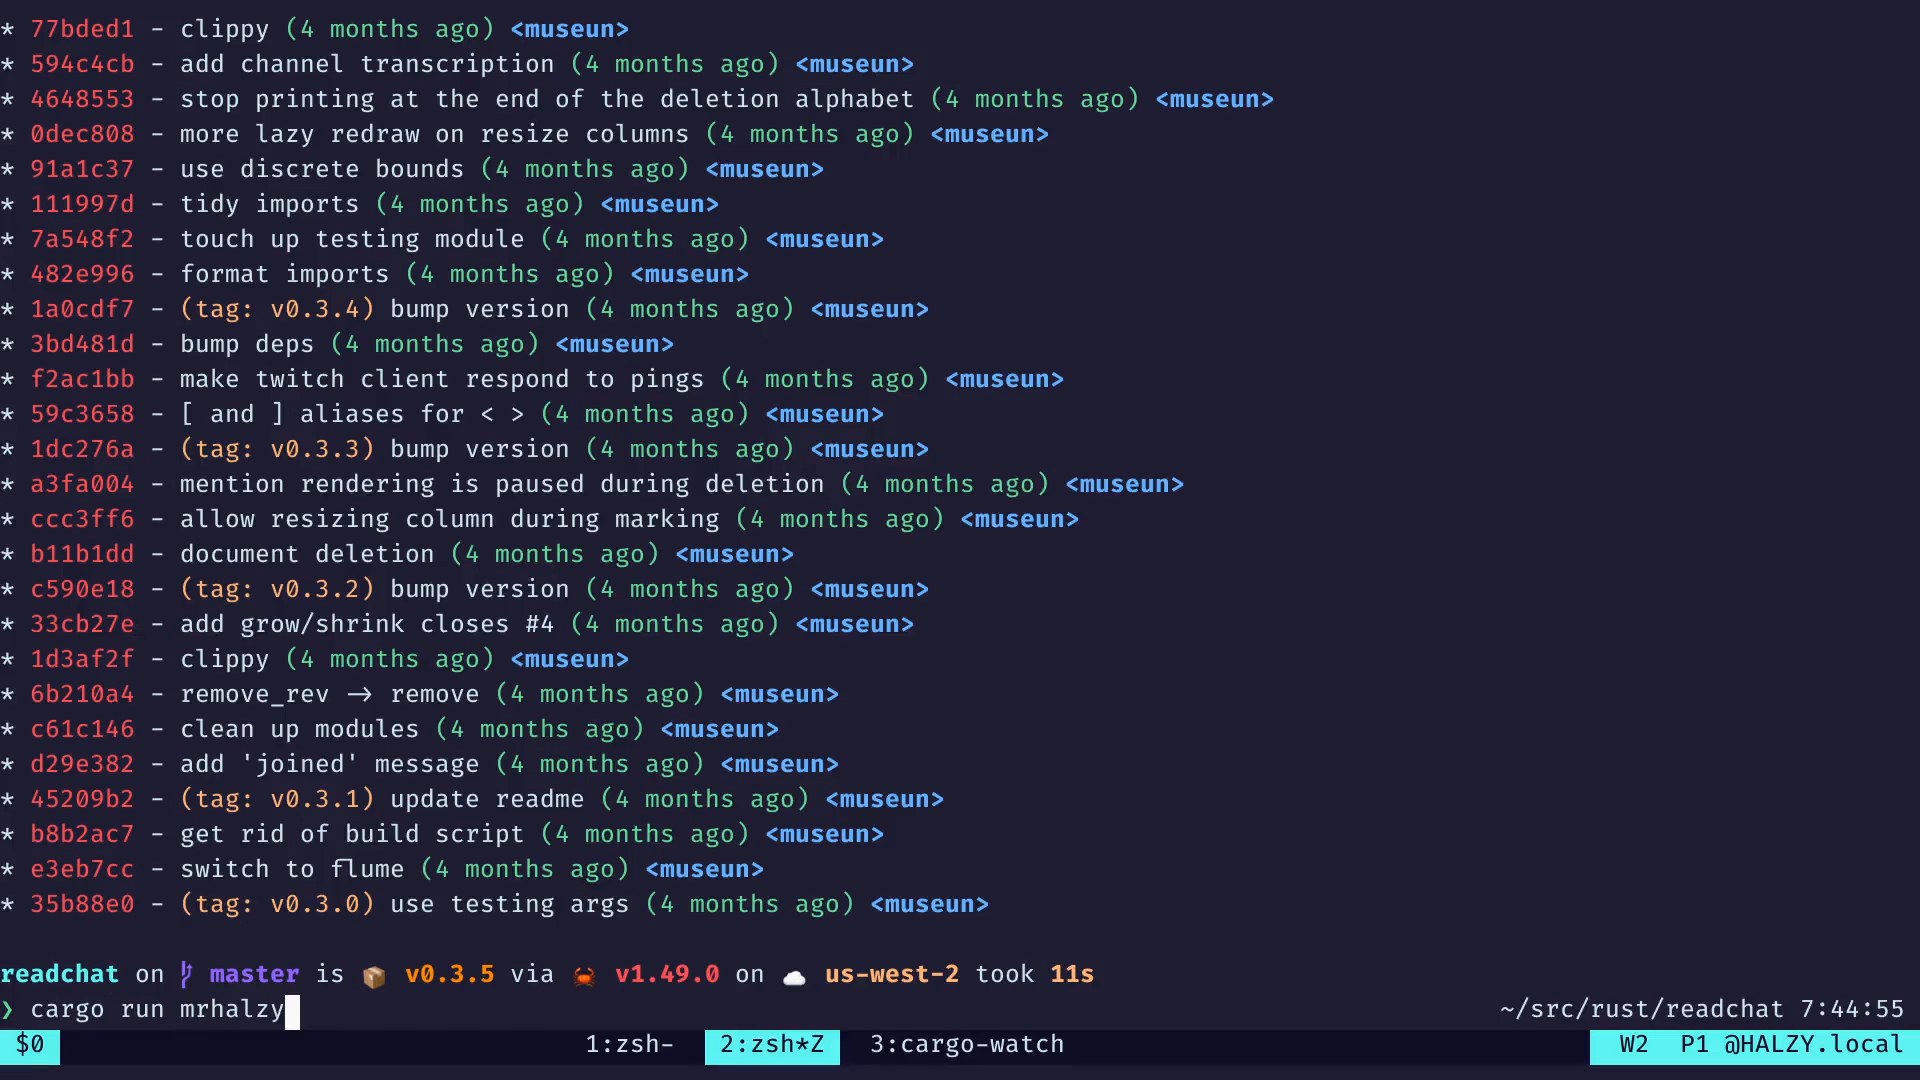 * 77bded1 - clippy (4 months ago) <museun>
* 594c4cb - add channel transcription (4 months ago) <museun>
* 4648553 - stop printing at the end of the deletion alphabet (4 months ago) <museun>
* 0dec808 - more lazy redraw on resize columns (4 months ago) <museun>
* 91a1c37 - use discrete bounds (4 months ago) <museun>
* 111997d - tidy imports (4 months ago) <museun>
* 7a548f2 - touch up testing module (4 months ago) <museun>
* 482e996 - format imports (4 months ago) <museun>
* 1a0cdf7 - (tag: v0.3.4) bump version (4 months ago) <museun>
* 3bd481d - bump deps (4 months ago) <museun>
* f2ac1bb - make twitch client respond to pings (4 months ago) <museun>
* 59c3658 - [ and ] aliases for < > (4 months ago) <museun>
* 1dc276a - (tag: v0.3.3) bump version (4 months ago) <museun>
* a3fa004 - mention rendering is paused during deletion (4 months ago) <museun>
* ccc3ff6 - allow resizing column during marking (4 months ago) <museun>
* b11b1dd - document deletion (4 months ago) <museun>
* c590e18 - (tag: v0.3.2) bump version (4 months ago) <museun>
* 33cb27e - add grow/shrink closes #4 (4 months ago) <museun>
* 1d3af2f - clippy (4 months ago) <museun>
* 6b210a4 - remove_rev -> remove (4 months ago) <museun>
* c61c146 - clean up modules (4 months ago) <museun>
* d29e382 - add 'joined' message (4 months ago) <museun>
* 45209b2 - (tag: v0.3.1) update readme (4 months ago) <museun>
* b8b2ac7 - get rid of build script (4 months ago) <museun>
* e3eb7cc - switch to flume (4 months ago) <museun>
* 35b88e0 - (tag: v0.3.0) use testing args (4 months ago) <museun>
readchat on master is 📦 v0.3.5 via 🦀 v1.49.0 on ☁️ us-west-2 took 11s
❯ cargo run mrhalzy ~/src/rust/readchat 7:44:55
$0 1:zsh- 2:zsh*Z 3:cargo-watch W2 P1 @HALZY.local